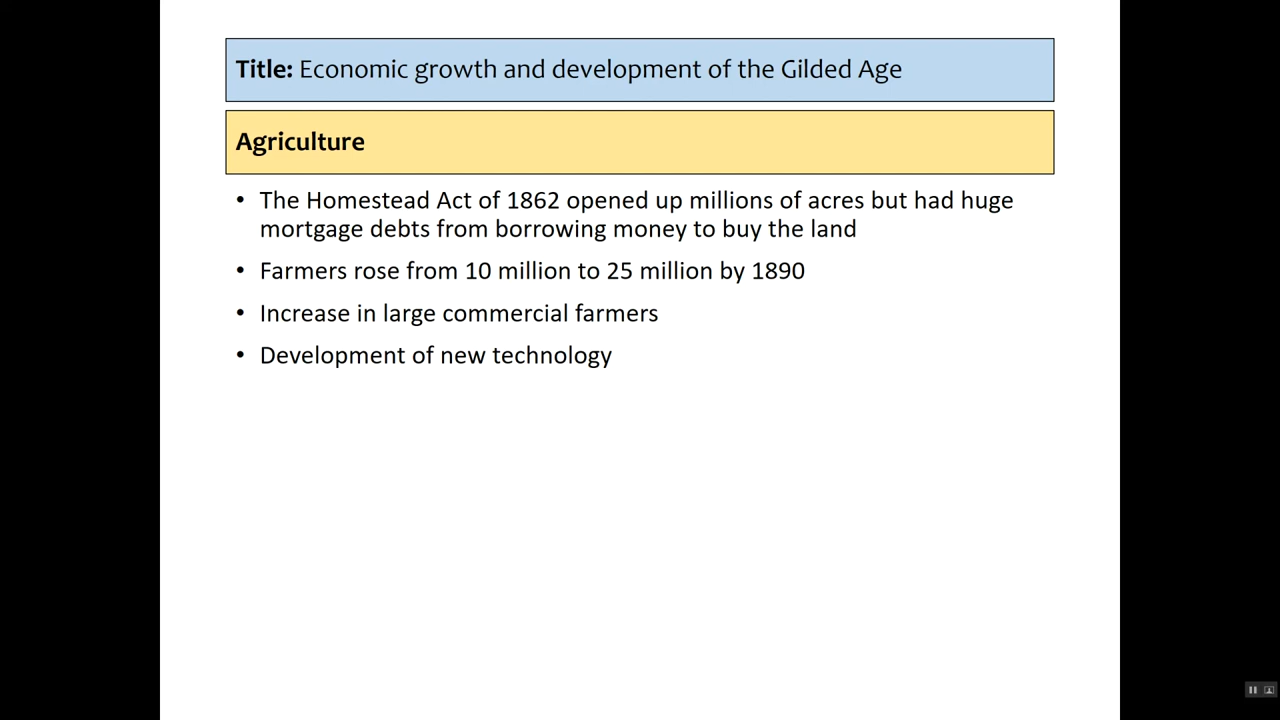 Title: Economic growth and development of the Gilded Age
Agriculture
• The Homestead Act of 1862 opened up millions of acres but had huge
mortgage debts from borrowing money to buy the land
• Farmers rose from 10 million to 25 million by 1890
• Increase in large commercial farmers
• Development of new technology